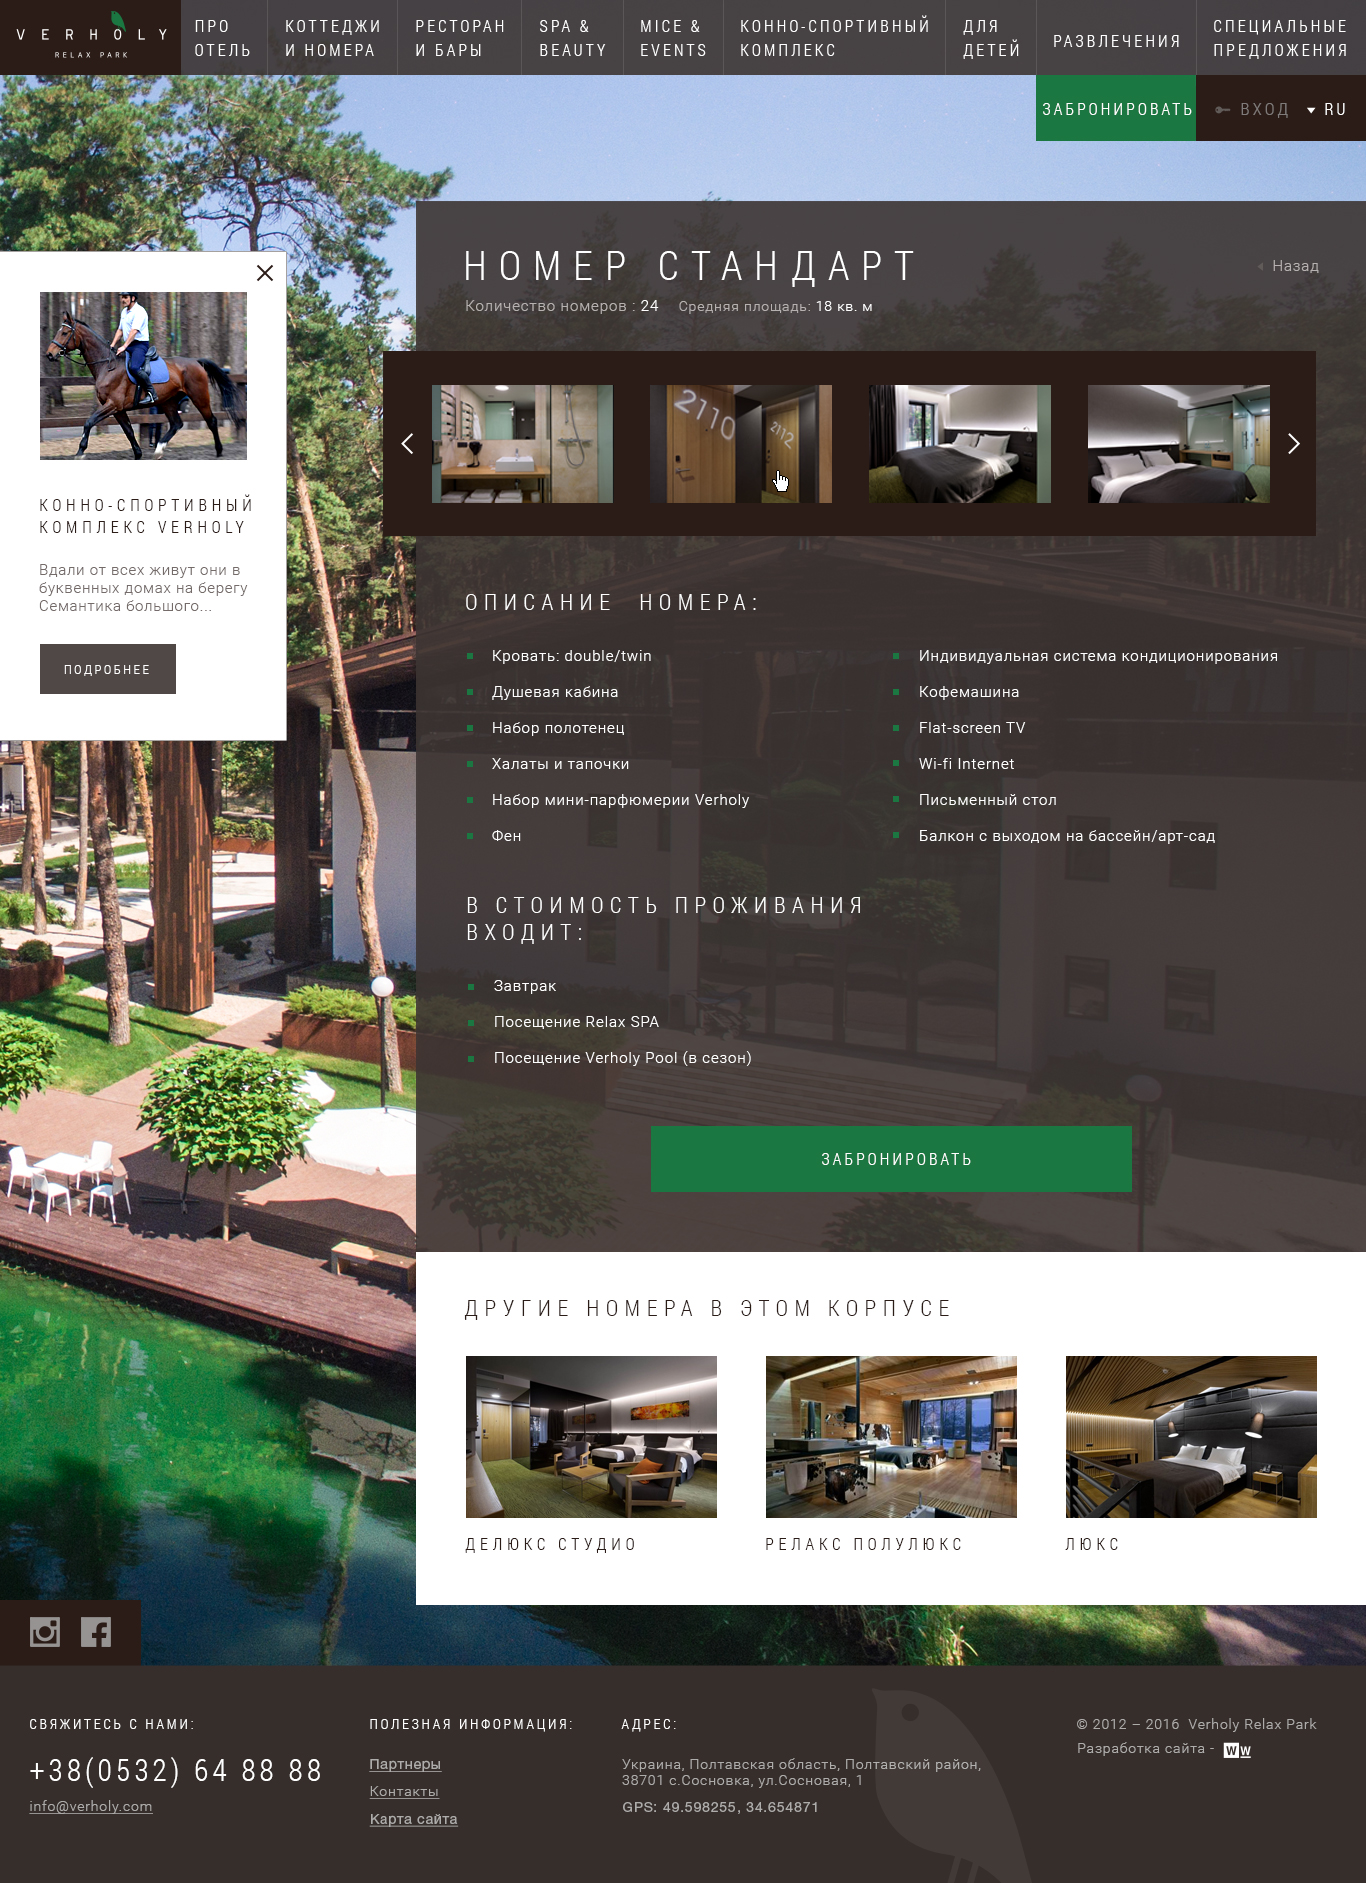 VERHOLY
RELAX PARK
ПРО
ОТЕЛЬ
КОТТЕДЖИ
И НОМЕРА
РЕСТОРАН
И БАРЫ
SPA &
BEAUTY
MICE &
EVENTS
КОННО-СПОРТИВНЫЙ
КОМПЛЕКС
ДЛЯ
ДЕТЕЙ
РАЗВЛЕЧЕНИЯ
СПЕЦИАЛЬНЫЕ
ПРЕДЛОЖЕНИЯ
ЗАБРОНИРОВАТЬ
ВХОД
RU
НОМЕР СТАНДАРТ
Назад
Количество номеров : 24 Средняя площадь: 18 кв. м
2110
2112
КОННО-СПОРТИВНЫЙ
КОМПЛЕКС VERHOLY
Вдали от всех живут они в
буквенных домах на берегу
Семантика большого...
ПОДРОБНЕЕ
ОПИСАНИЕ НОМЕРА:
Кровать: double/twin
Душевая кабина
Набор полотенец
Халаты и тапочки
Набор мини-парфюмерии Verholy
Фен
Индивидуальная система кондиционирования
Кофемашина
Flat-screen TV
Wi-fi Internet
Письменный стол
Балкон с выходом на бассейн/арт-сад
В СТОИМОСТЬ ПРОЖИВАНИЯ
ВХОДИТ:
Завтрак
Посещение Relax SPA
Посещение Verholy Pool (в сезон)
ЗАБРОНИРОВАТЬ
ДРУГИЕ НОМЕРА В ЭТОМ КОРПУСЕ
ДЕЛЮКС СТУДИО
РЕЛАКС ПОЛУЛЮКС
ЛЮКС
СВЯЖИТЕСЬ С НАМИ:
+38(0532) 64 88 88
info@verholy.com
ПОЛЕЗНАЯ ИНФОРМАЦИЯ:
Партнеры
Контакты
Карта сайта
АДРЕС:
Украина, Полтавская область, Полтавский район,
38701 с.Сосновка, ул.Сосновая, 1
GPS: 49.598255, 34.654871
© 2012 – 2016 Verholy Relax Park
Разработка сайта - WW